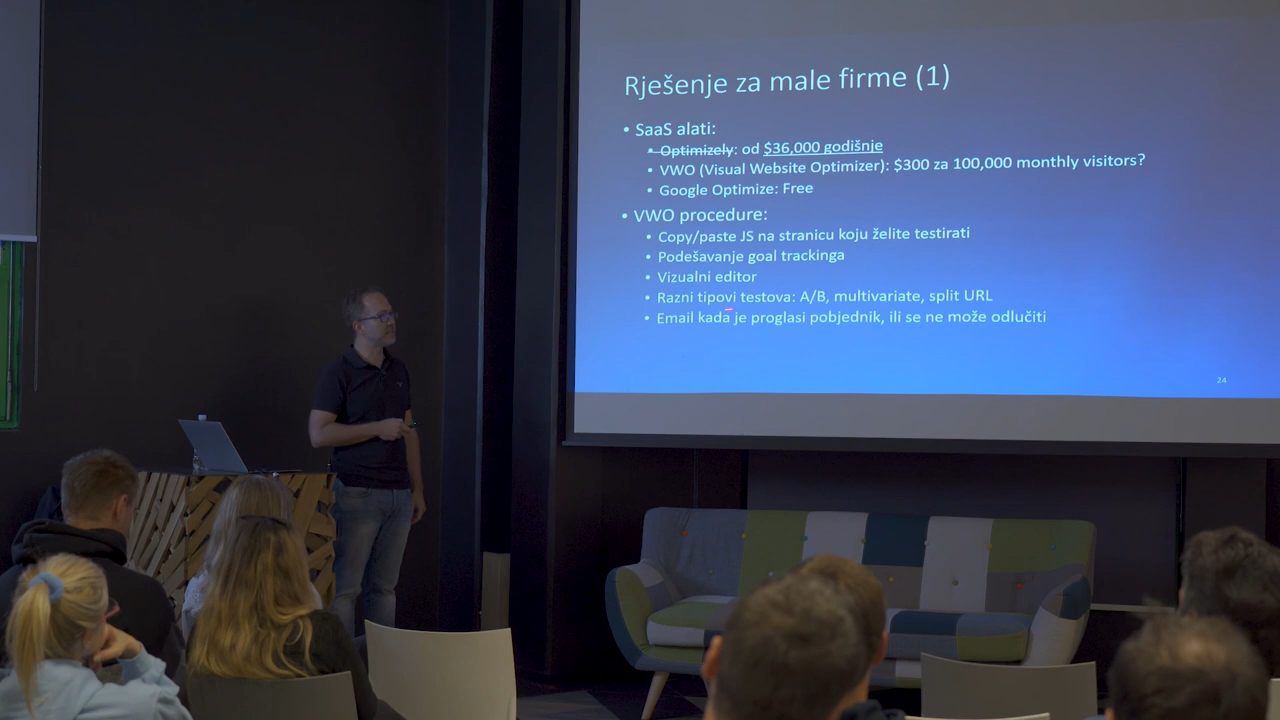 Rješenje za male firme (1)
• SaaS alati:
• Optimizely: od $36,000 godišnje
• VWO (Visual Website Optimizer): $300 za 100,000 monthly visitors?
• Google Optimize: Free
• VWO procedure:
• Copy/paste JS na stranicu koju želite testirati
• Podešavanje goal trackinga
• Vizualni editor
• Razni tipovi testova: A/B, multivariate, split URL
• Email kada je proglasi pobjednik, ili se ne može odlučiti
24